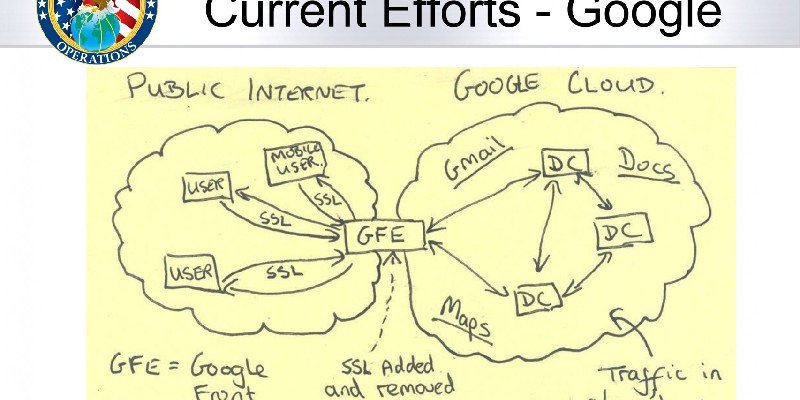 Current Efforts - Google
OPERATIONS
PUBLIC INTERNET.
GOOGLE CLOUD.
MOBILE
USER.
USER
SSL
SSL
USER
SSL
GFE
Gmail
DC
Docs
DC
DC
Maps
GFE = Google
Front
SSL Added
and removed
Traffic in